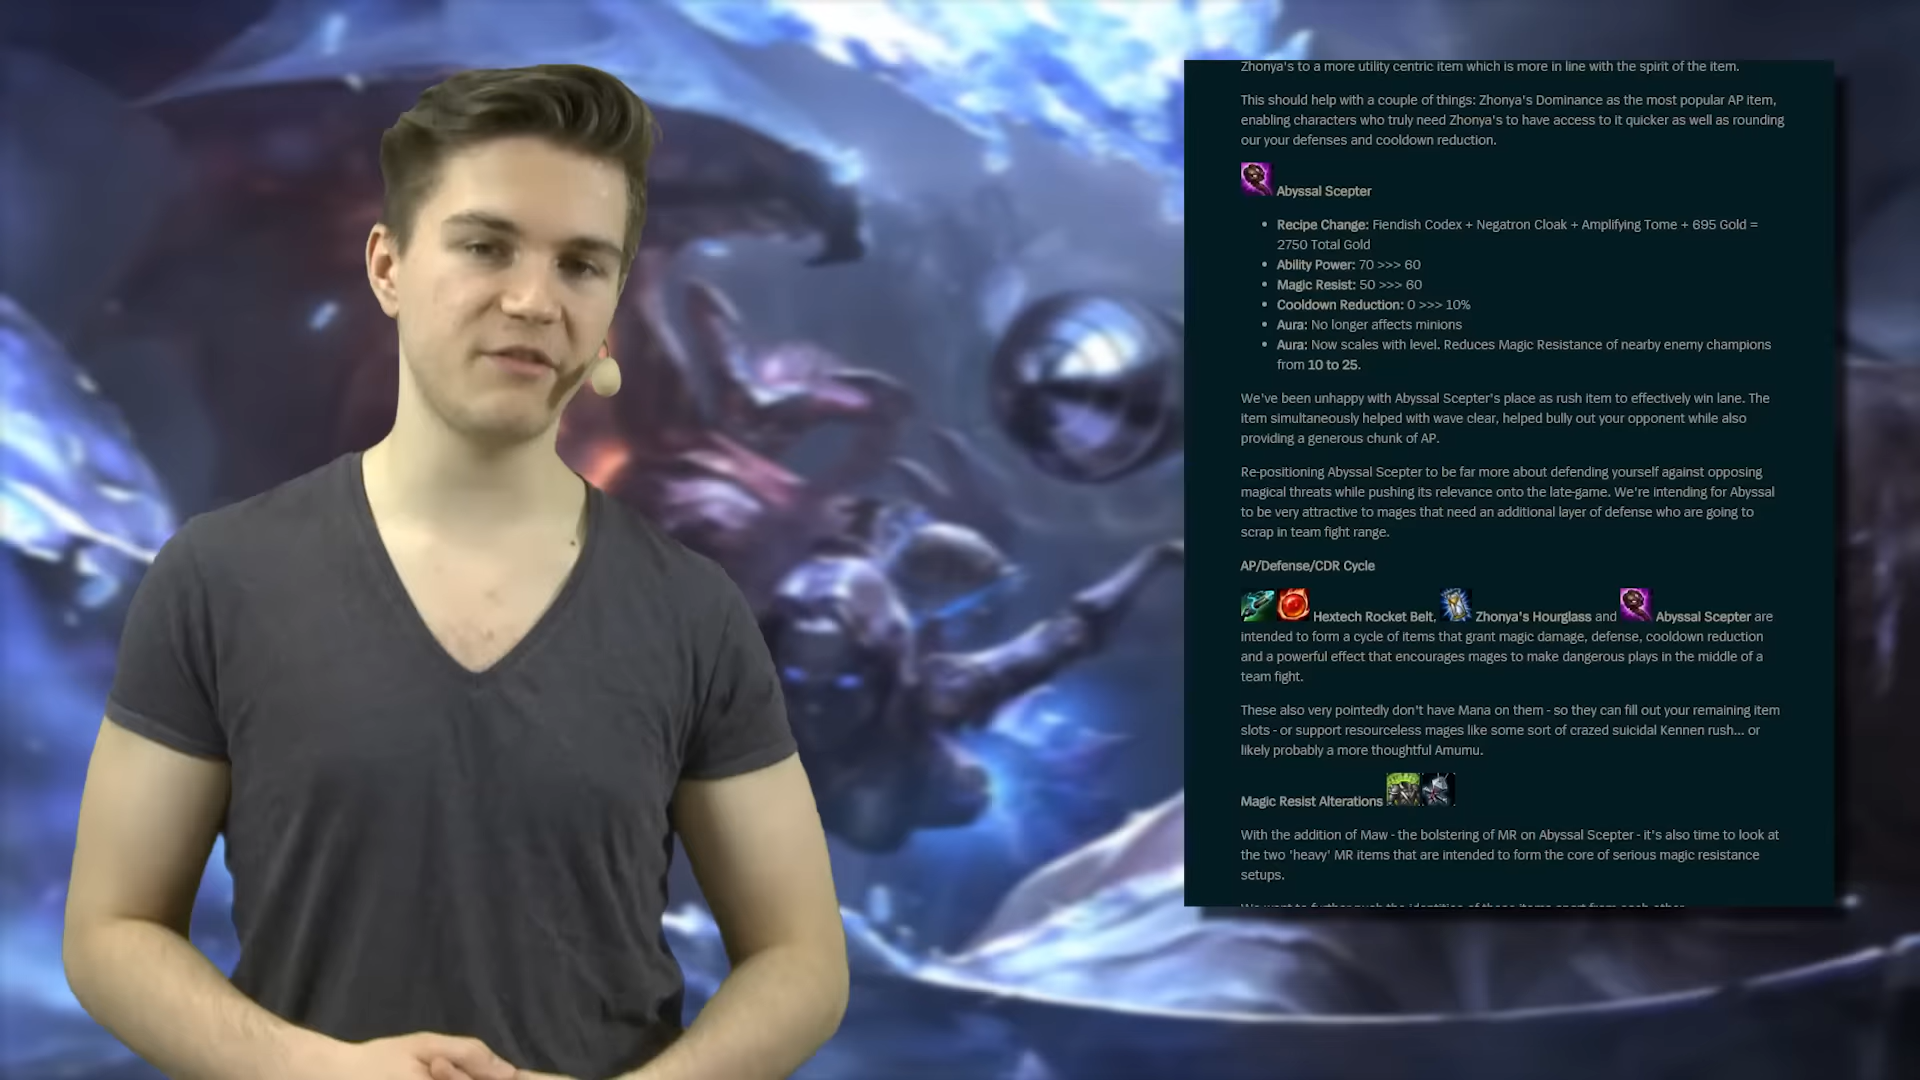 Zhonya's to a more utility centric item which is more in line with the spirit of the item.
This should help with a couple of things: Zhonya's Dominance as the most popular AP item,
enabling characters who truly need Zhonya's to have access to it quicker as well as rounding
our your defenses and cooldown reduction.
Abyssal Scepter
• Recipe Change: Fiendish Codex + Negatron Cloak + Amplifying Tome + 695 Gold =
2750 Total Gold
• Ability Power: 70 >>> 60
• Magic Resist: 50 >>> 60
• Cooldown Reduction: 0 >>> 10%
• Aura: No longer affects minions
• Aura: Now scales with level. Reduces Magic Resistance of nearby enemy champions
from 10 to 25.
We've been unhappy with Abyssal Scepter's place as rush item to effectively win lane. The
item simultaneously helped with wave clear, helped bully out your opponent while also
providing a generous chunk of AP.
Re-positioning Abyssal Scepter to be far more about defending yourself against opposing
magical threats while pushing its relevance onto the late-game. We're intending for Abyssal
to be very attractive to mages that need an additional layer of defense who are going to
scrap in team fight range.
AP/Defense/CDR Cycle
Hextech Rocket Belt, Zhonya's Hourglass and Abyssal Scepter are
intended to form a cycle of items that grant magic damage, defense, cooldown reduction
and a powerful effect that encourages mages to make dangerous plays in the middle of a
team fight.
These also very pointedly don't have Mana on them - so they can fill out your remaining item
slots - or support resourceless mages like some sort of crazed suicidal Kennen rush... or
likely probably a more thoughtful Amumu.
Magic Resist Alterations
With the addition of Maw - the bolstering of MR on Abyssal Scepter - it's also time to look at
the two 'heavy' MR items that are intended to form the core of serious magic resistance
setups.